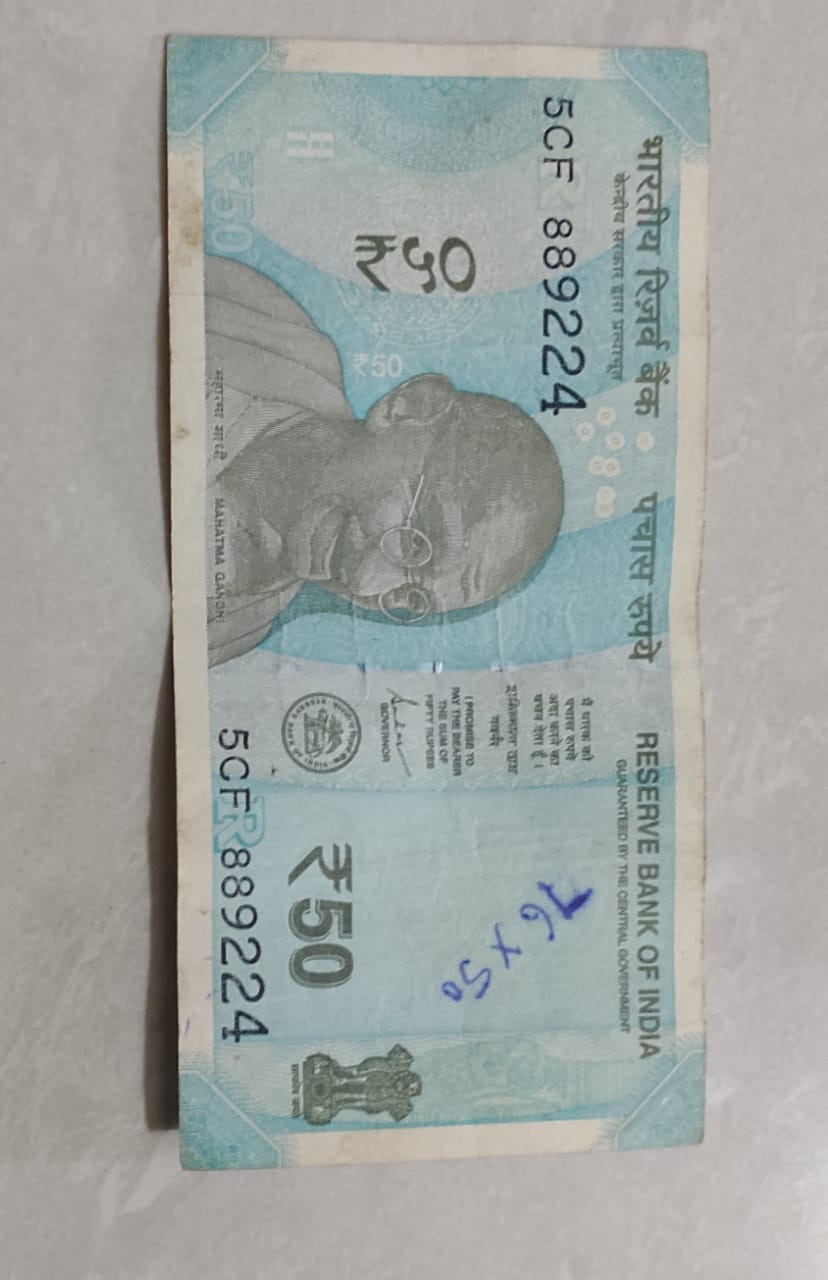 भारतीय रिज़र्व बैंक
केन्द्रीय सरकार द्वारा प्रत्याभूत
पचास रुपये
RESERVE BANK OF INDIA
GUARANTEED BY THE CENTRAL GOVERNMENT
5CF 889224
₹५०
₹50
₹50
मैं धारक को
पचास रुपये
अदा करने का
वचन देता हूँ ।
गवर्नर
I PROMISE TO
PAY THE BEARER
THE SUM OF
FIFTY RUPEES
GOVERNOR
76 x 50
₹50
सत्यमेव जयते
5CF R 889224
महात्मा गांधी MAHATMA GANDHI